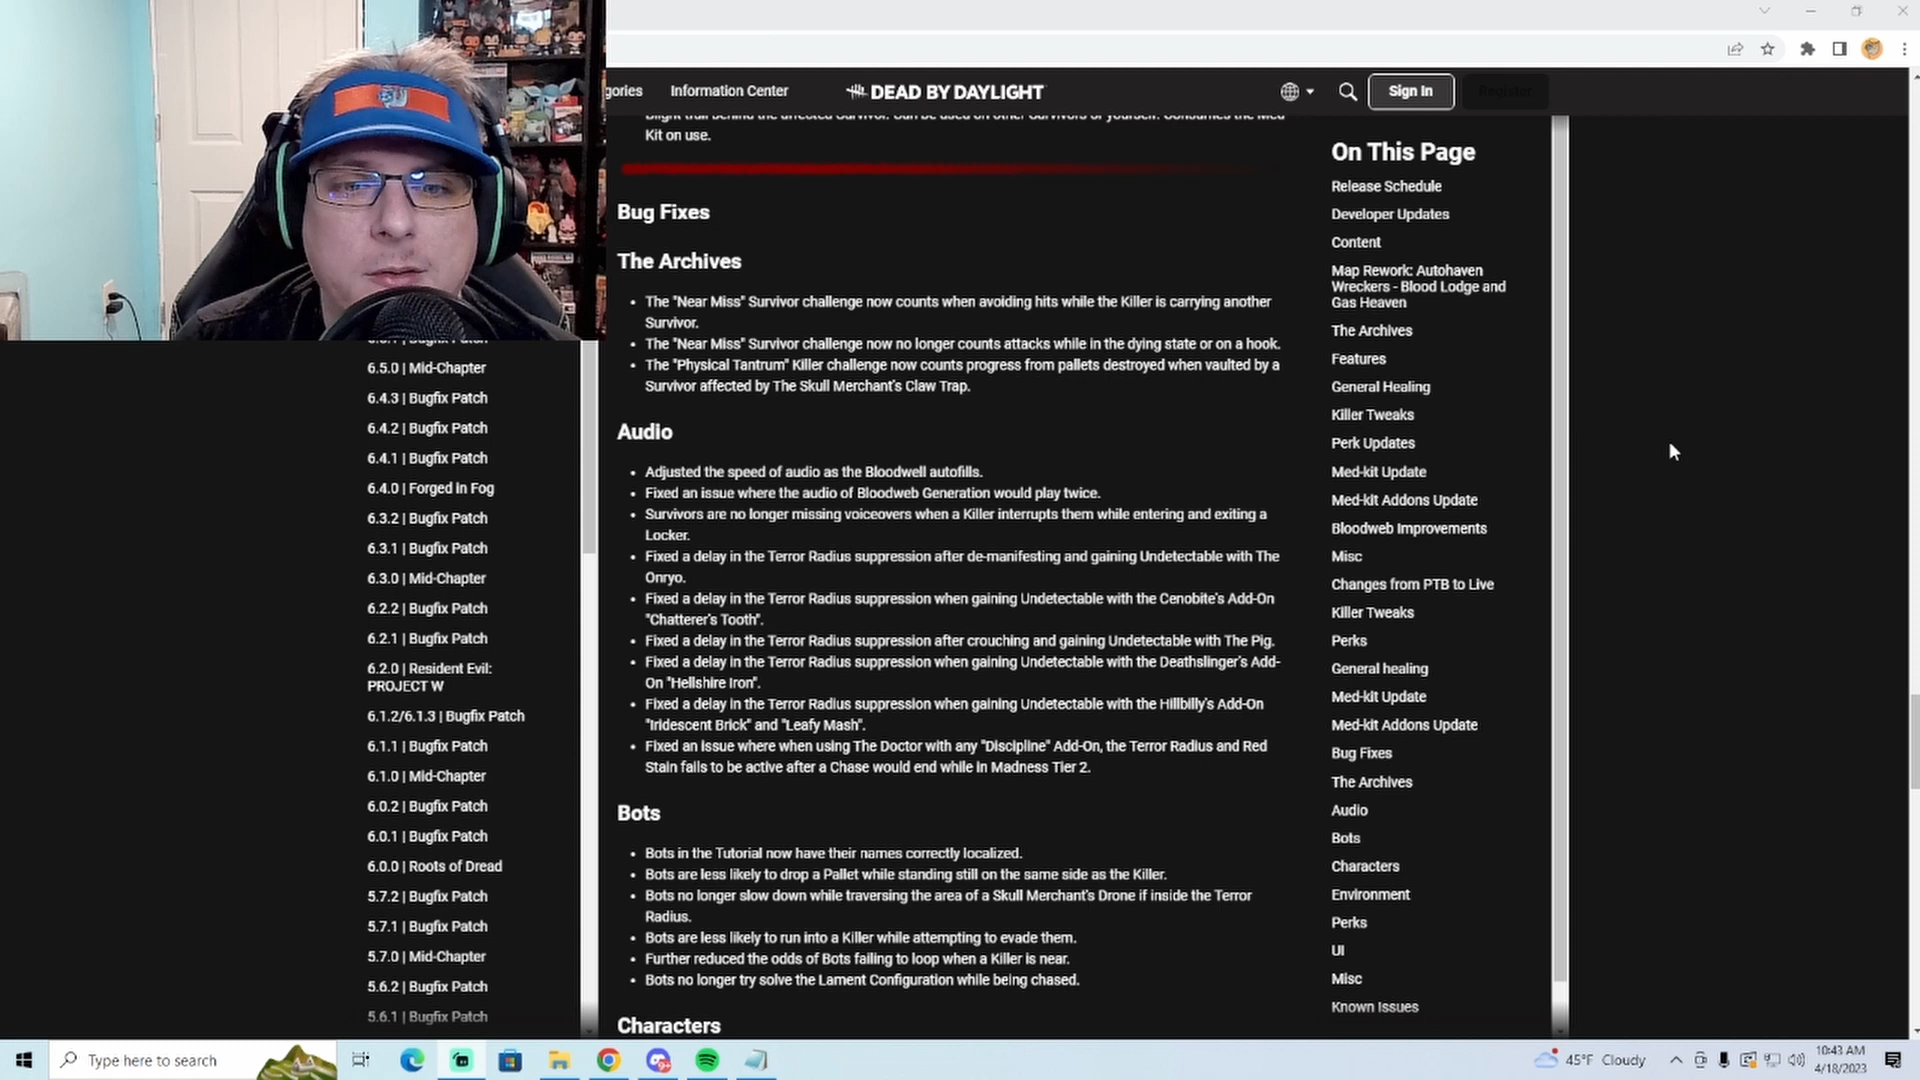 gories
Information Center
DEAD BY DAYLIGHT
Sign In
Register
Blight trail behind the affected Survivor. Can be used on other Survivors or yourself. Consumes the Med
Kit on use.
Bug Fixes
The Archives
• The "Near Miss" Survivor challenge now counts when avoiding hits while the Killer is carrying another
Survivor.
• The "Near Miss" Survivor challenge now no longer counts attacks while in the dying state or on a hook.
• The "Physical Tantrum" Killer challenge now counts progress from pallets destroyed when vaulted by a
Survivor affected by The Skull Merchant's Claw Trap.
Audio
• Adjusted the speed of audio as the Bloodwell autofills.
• Fixed an issue where the audio of Bloodweb Generation would play twice.
• Survivors are no longer missing voiceovers when a Killer interrupts them while entering and exiting a
Locker.
• Fixed a delay in the Terror Radius suppression after de-manifesting and gaining Undetectable with The
Onryo.
• Fixed a delay in the Terror Radius suppression when gaining Undetectable with the Cenobite's Add-On
"Chatterer's Tooth".
• Fixed a delay in the Terror Radius suppression after crouching and gaining Undetectable with The Pig.
• Fixed a delay in the Terror Radius suppression when gaining Undetectable with the Deathslinger's Add-
On "Hellshire Iron".
• Fixed a delay in the Terror Radius suppression when gaining Undetectable with the Hillbilly's Add-On
"Iridescent Brick" and "Leafy Mash".
• Fixed an issue where when using The Doctor with any "Discipline" Add-On, the Terror Radius and Red
Stain fails to be active after a Chase would end while in Madness Tier 2.
Bots
• Bots in the Tutorial now have their names correctly localized.
• Bots are less likely to drop a Pallet while standing still on the same side as the Killer.
• Bots no longer slow down while traversing the area of a Skull Merchant's Drone if inside the Terror
Radius.
• Bots are less likely to run into a Killer while attempting to evade them.
• Further reduced the odds of Bots failing to loop when a Killer is near.
• Bots no longer try solve the Lament Configuration while being chased.
Characters
Bugfix Patch
6.5.0 | Mid-Chapter
6.4.3 | Bugfix Patch
6.4.2 | Bugfix Patch
6.4.1 | Bugfix Patch
6.4.0 | Forged in Fog
6.3.2 | Bugfix Patch
6.3.1 | Bugfix Patch
6.3.0 | Mid-Chapter
6.2.2 | Bugfix Patch
6.2.1 | Bugfix Patch
6.2.0 | Resident Evil:
PROJECT W
6.1.2/6.1.3 | Bugfix Patch
6.1.1 | Bugfix Patch
6.1.0 | Mid-Chapter
6.0.2 | Bugfix Patch
6.0.1 | Bugfix Patch
6.0.0 | Roots of Dread
5.7.2 | Bugfix Patch
5.7.1 | Bugfix Patch
5.7.0 | Mid-Chapter
5.6.2 | Bugfix Patch
5.6.1 | Bugfix Patch
On This Page
Release Schedule
Developer Updates
Content
Map Rework: Autohaven
Wreckers - Blood Lodge and
Gas Heaven
The Archives
Features
General Healing
Killer Tweaks
Perk Updates
Med-kit Update
Med-kit Addons Update
Bloodweb Improvements
Misc
Changes from PTB to Live
Killer Tweaks
Perks
General healing
Med-kit Update
Med-kit Addons Update
Bug Fixes
The Archives
Audio
Bots
Characters
Environment
Perks
UI
Misc
Known Issues
Type here to search
9+
45°F Cloudy
10:43 AM
4/18/2023